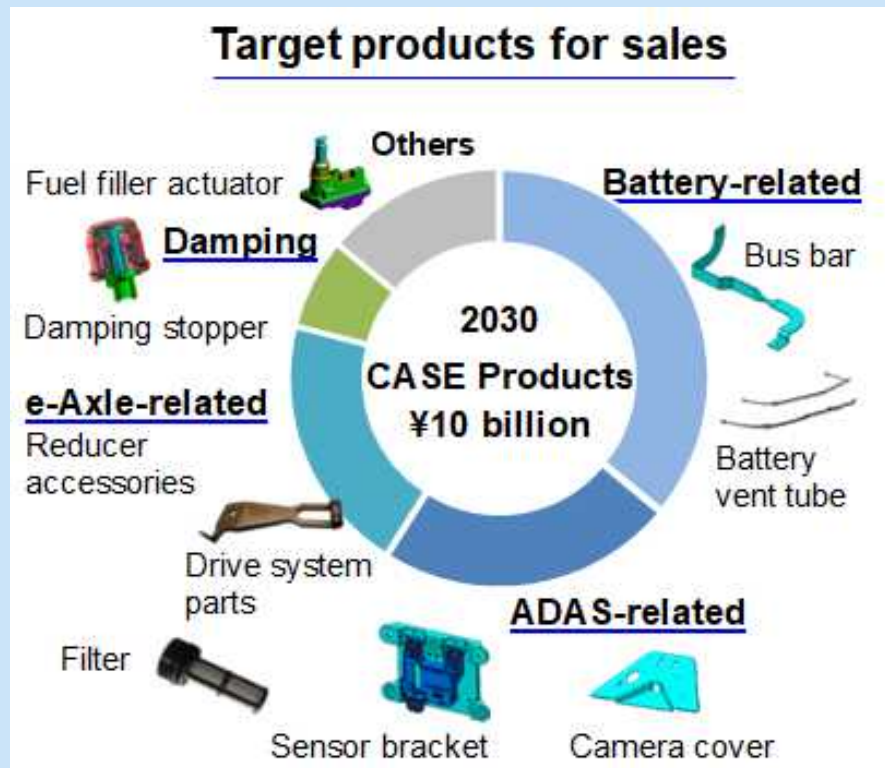 Target products for sales
Others
Fuel filler actuator
Battery-related
Damping
Bus bar
Damping stopper
2030
CASE Products
¥10 billion
e-Axle-related
Reducer
accessories
Battery
vent tube
Drive system
parts
ADAS-related
Filter
Sensor bracket
Camera cover